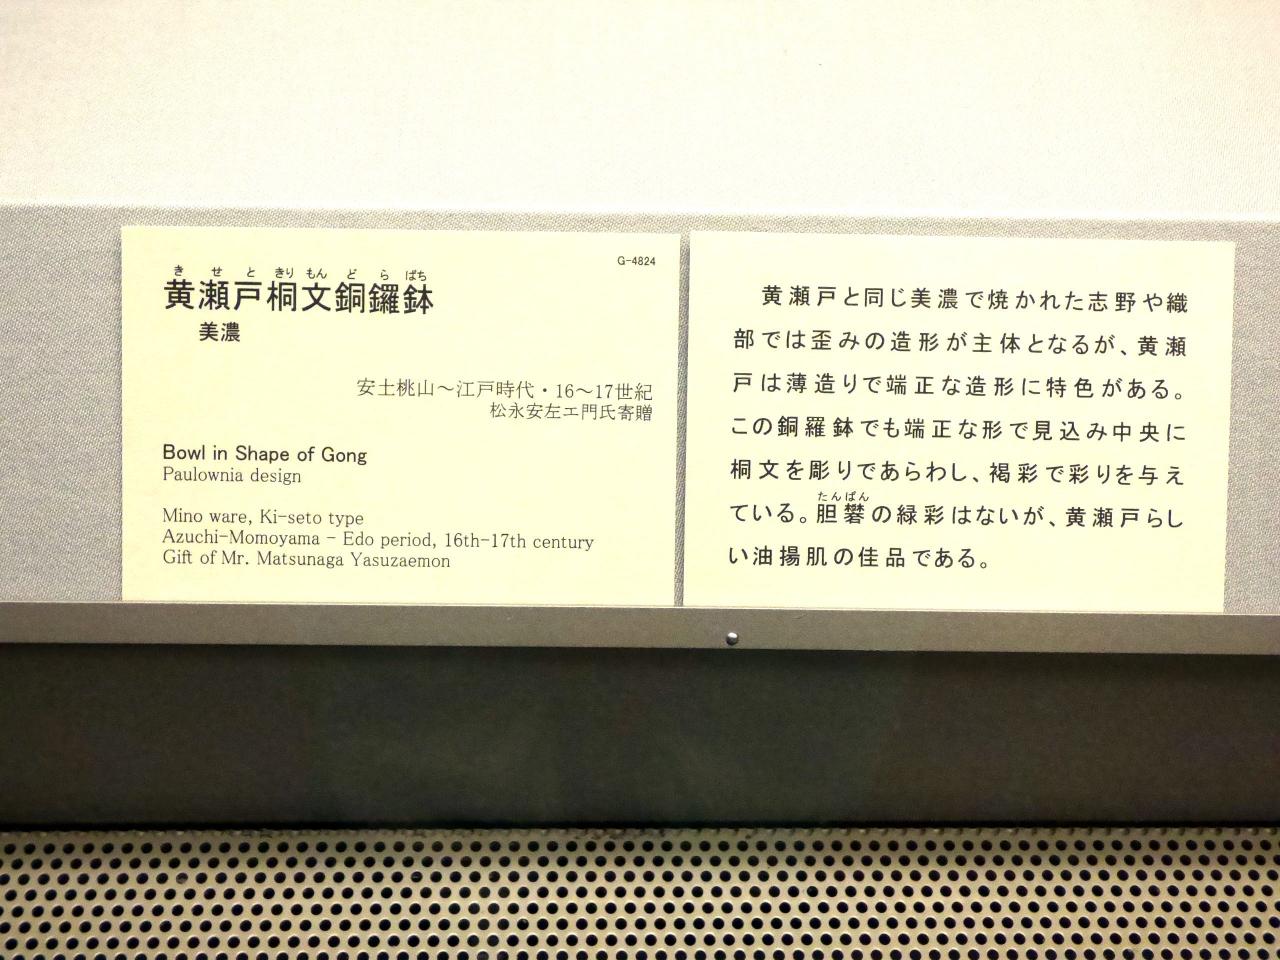 G-4824
き せ と きり もん ど ら ばち
黄瀬戸桐文銅鑼鉢
美濃
安土桃山～江戸時代・16～17世紀
松永安左エ門氏寄贈
Bowl in Shape of Gong
Paulownia design
Mino ware, Ki-seto type
Azuchi-Momoyama - Edo period, 16th-17th century
Gift of Mr. Matsunaga Yasuzaemon
黄瀬戸と同じ美濃で焼かれた志野や織
部では歪みの造形が主体となるが、黄瀬
戸は薄造りで端正な造形に特色がある。
この銅羅鉢でも端正な形で見込み中央に
桐文を彫りであらわし、褐彩で彩りを与え
たんぱん
ている。胆礬の緑彩はないが、黄瀬戸らし
い油揚肌の佳品である。